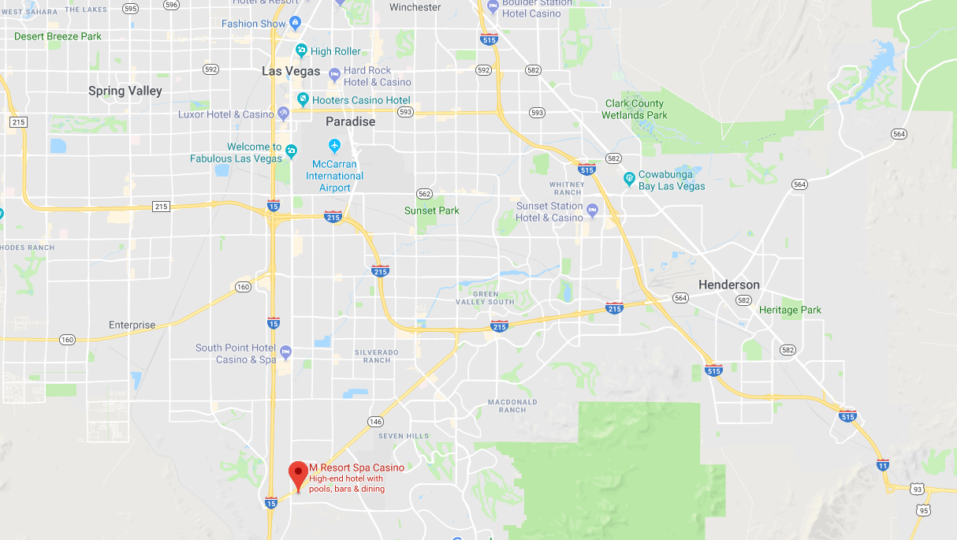 Hotel & Resort
Boulder Station
Hotel Casino
WEST SAHARA
THE LAKES
595
596
Winchester
515
Fashion Show
Desert Breeze Park
High Roller
592
Las Vegas
Hard Rock
Hotel & Casino
592
582
Spring Valley
Hooters Casino Hotel
Clark County
Wetlands Park
Luxor Hotel & Casino
593
593
215
Paradise
564
Welcome to
Fabulous Las Vegas
McCarran
International
Airport
582
515
Cowabunga
Bay Las Vegas
WHITNEY
RANCH
564
562
215
15
215
Sunset Park
Sunset Station
Hotel & Casino
RHODES RANCH
215
160
GREEN
VALLEY SOUTH
Henderson
564
582
215
Heritage Park
Enterprise
15
215
160
South Point Hotel
Casino & Spa
SILVERADO
RANCH
582
515
MACDONALD
RANCH
515
146
SEVEN HILLS
M Resort Spa Casino
High-end hotel with
pools, bars & dining
11
93
15
95